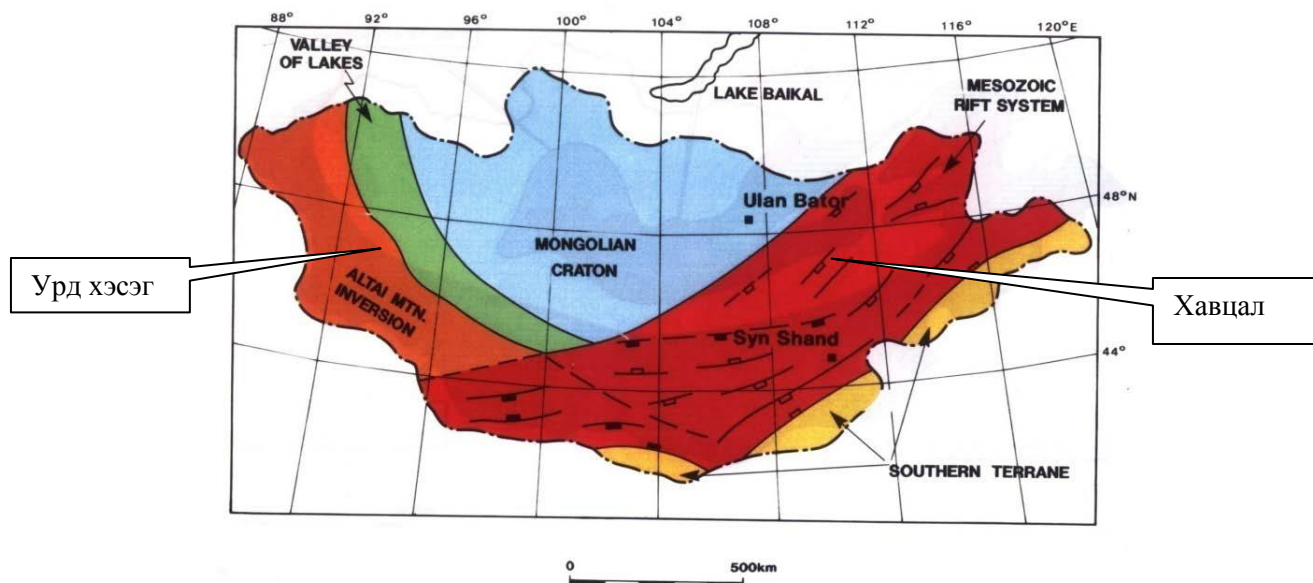 88°
92°
96°
100°
104°
108°
112°
116°
120°E
VALLEY
OF LAKES
LAKE BAIKAL
MESOZOIC
RIFT SYSTEM
48°N
Ulan Bator
MONGOLIAN
CRATON
Урд хэсэг
ALTAI MTN.
INVERSION
Хавцал
Syn Shand
44°
SOUTHERN TERRANE
0
500km